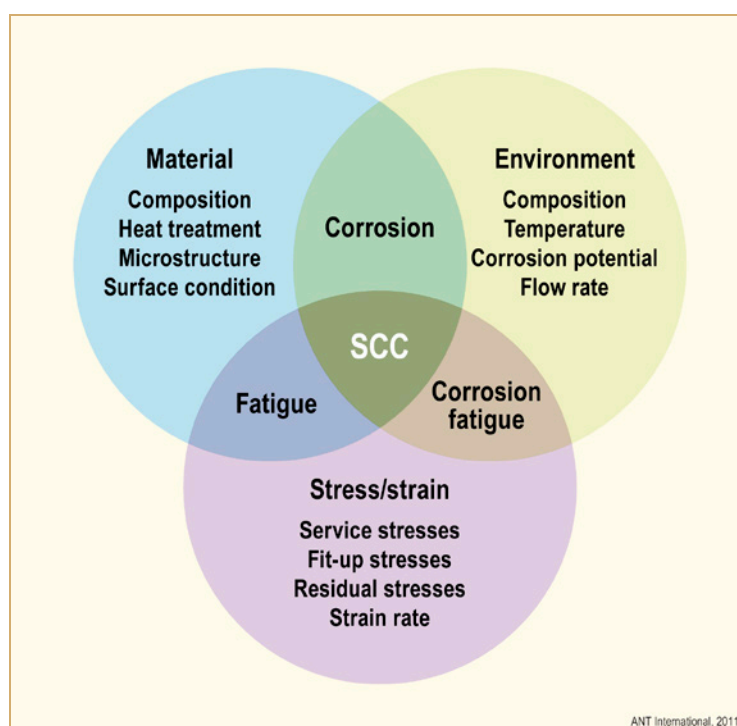 Material
Composition
Heat treatment
Microstructure
Surface condition
Environment
Composition
Temperature
Corrosion potential
Flow rate
Corrosion
SCC
Fatigue
Corrosion
fatigue
Stress/strain
Service stresses
Fit-up stresses
Residual stresses
Strain rate
ANT International, 2011